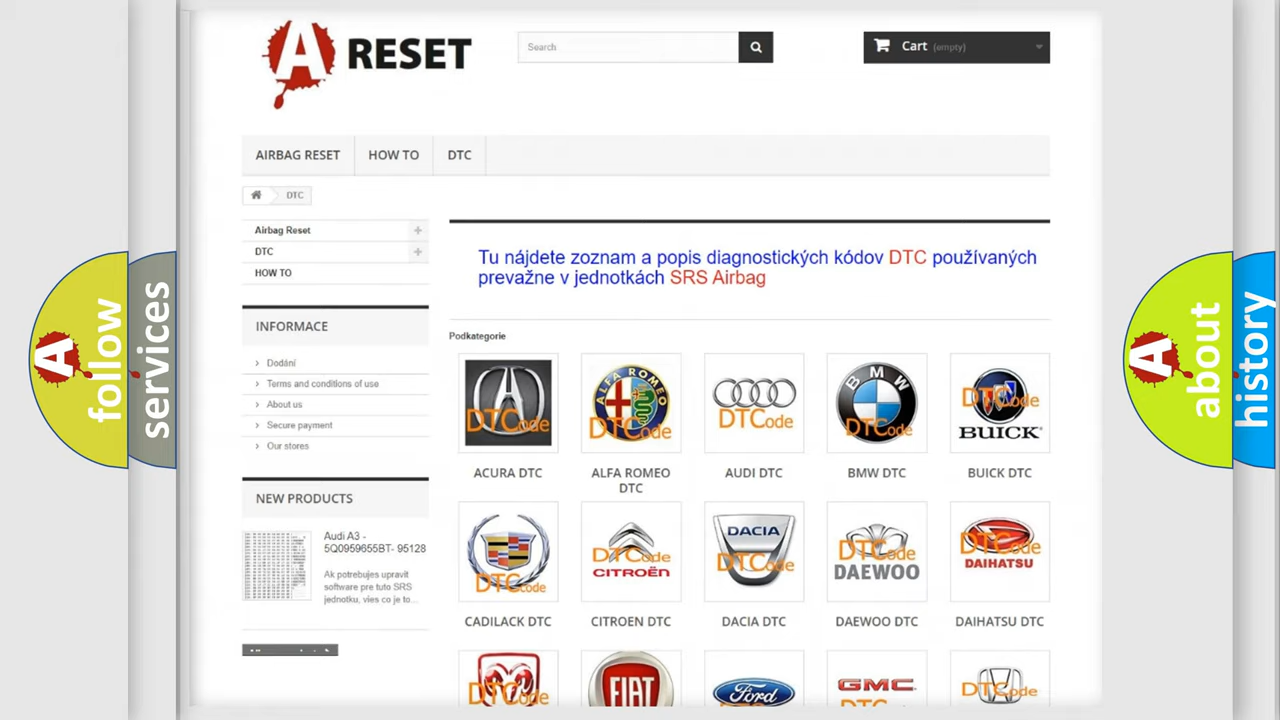 A RESET
Search
Cart (empty)
AIRBAG RESET
HOW TO
DTC
DTC
Airbag Reset
DTC
HOW TO
Tu nájdete zoznam a popis diagnostických kódov DTC používaných
prevažne v jednotkách SRS Airbag
INFORMACE
Dodání
Terms and conditions of use
About us
Secure payment
Our stores
Podkategorie
DTCode
ALFA ROMEO
DTCode
DTCode
BMW
DTCode
DTCode
BUICK
ACURA DTC
ALFA ROMEO
DTC
AUDI DTC
BMW DTC
BUICK DTC
NEW PRODUCTS
Audi A3 -
5Q0959655BT- 95128
Ak potrebujes upravit
software pre tuto SRS
jednotku, vies co je to...
DTCode
DTCode
CITROËN
DACIA
DTCode
DTCode
DAEWOO
DTCode
DAIHATSU
CADILACK DTC
CITROEN DTC
DACIA DTC
DAEWOO DTC
DAIHATSU DTC
DTCode
FIAT
Ford
GMC
DTCode
A follow
services
A about
history